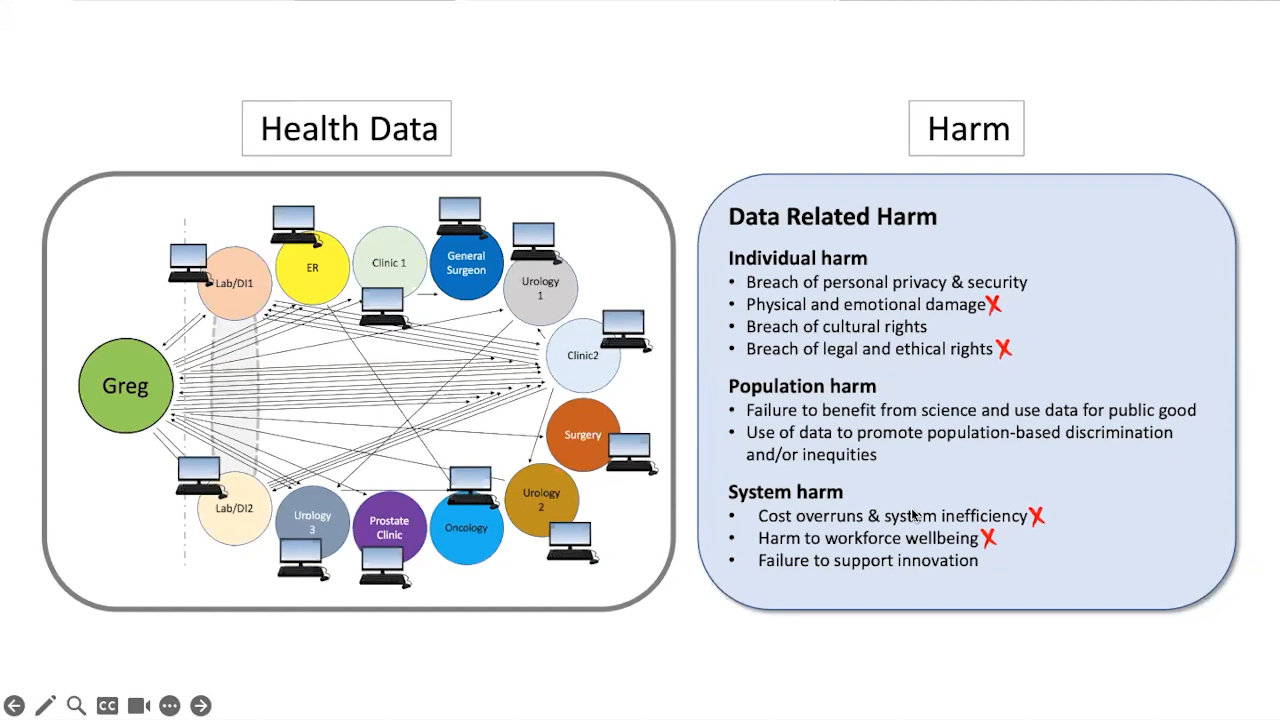 Health Data
Harm
Lab/DI1
ER
Clinic 1
General
Surgeon
Urology
1
Clinic2
Greg
Surgery
Lab/DI2
Urology
3
Prostate
Clinic
Oncology
Urology
2
Data Related Harm
Individual harm
• Breach of personal privacy & security
• Physical and emotional damage X
• Breach of cultural rights
• Breach of legal and ethical rights X
Population harm
• Failure to benefit from science and use data for public good
• Use of data to promote population-based discrimination
and/or inequities
System harm
• Cost overruns & system inefficiency X
• Harm to workforce wellbeing X
• Failure to support innovation
CC